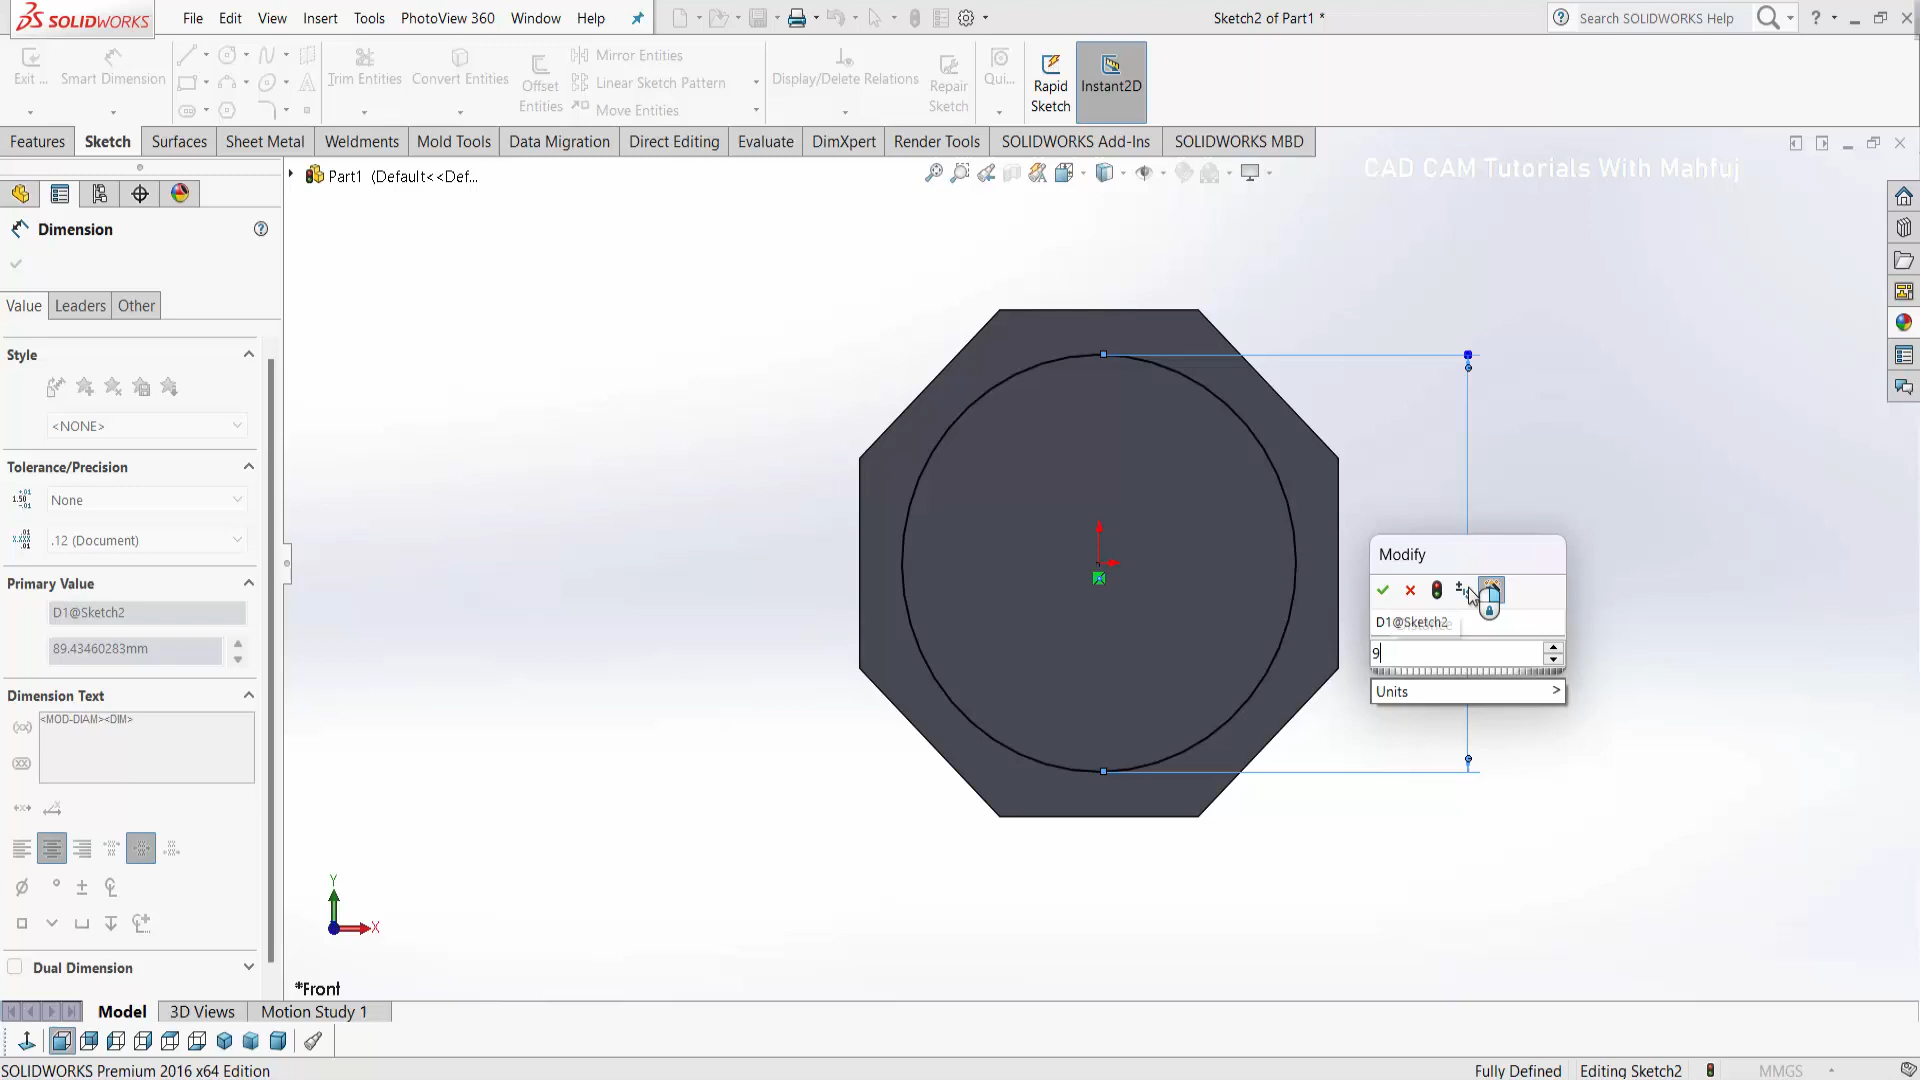 SOLIDWORKS
File Edit View Insert Tools PhotoView 360 Window Help
Sketch2 of Part1 *
Search SOLIDWORKS Help
Exit ...
Smart Dimension
Trim Entities
Convert Entities
Offset Entities
Mirror Entities
Linear Sketch Pattern
Move Entities
Display/Delete Relations
Repair Sketch
Qui...
Rapid Sketch
Instant2D
Features Sketch Surfaces Sheet Metal Weldments Mold Tools Data Migration Direct Editing Evaluate DimXpert Render Tools SOLIDWORKS Add-Ins SOLIDWORKS MBD
Part1 (Default<<Def...
CAD CAM Tutorials With Mahfuj
Dimension
Value Leaders Other
Style
<NONE>
Tolerance/Precision
None
.12 (Document)
Primary Value
D1@Sketch2
89.43460283mm
Dimension Text
<MOD-DIAM><DIM>
Dual Dimension
Modify
D1@Sketch2
9
Units >
Y
X
*Front
Model 3D Views Motion Study 1
SOLIDWORKS Premium 2016 x64 Edition
Fully Defined Editing Sketch2 MMGS